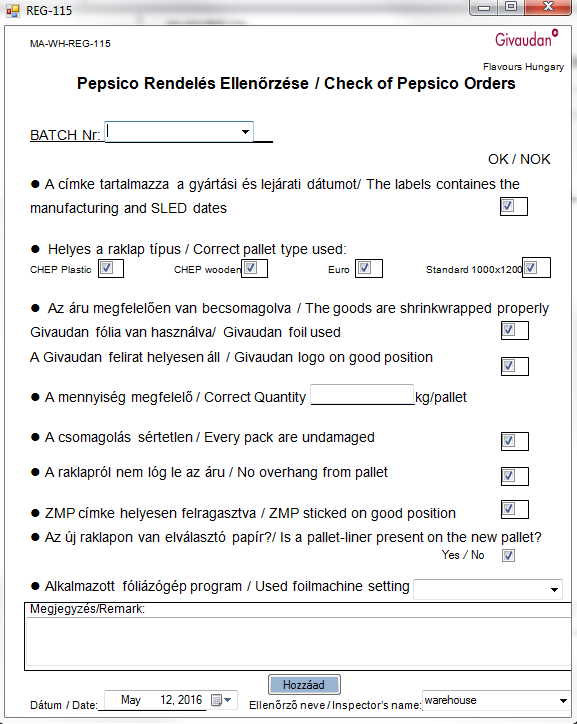 REG-115
MA-WH-REG-115
Givaudan
Flavours Hungary
Pepsico Rendelés Ellenőrzése / Check of Pepsico Orders
BATCH Nr:
OK / NOK
● A címke tartalmazza a gyártási és lejárati dátumot/ The labels containes the
manufacturing and SLED dates
● Helyes a raklap típus / Correct pallet type used:
CHEP Plastic CHEP wooden Euro Standard 1000x1200
● Az áru megfelelően van becsomagolva / The goods are shrinkwrapped properly
Givaudan fólia van használva/ Givaudan foil used
A Givaudan felirat helyesen áll / Givaudan logo on good position
● A mennyiség megfelelő / Correct Quantity kg/pallet
● A csomagolás sértetlen / Every pack are undamaged
● A raklapról nem lóg le az áru / No overhang from pallet
● ZMP címke helyesen felragasztva / ZMP sticked on good position
● Az új raklapon van elválasztó papír?/ Is a pallet-liner present on the new pallet?
Yes / No
● Alkalmazott fóliázógép program / Used foilmachine setting
Megjegyzés/Remark:
Hozzáad
Dátum / Date: May 12, 2016 Ellenőrző neve / Inspector's name: warehouse